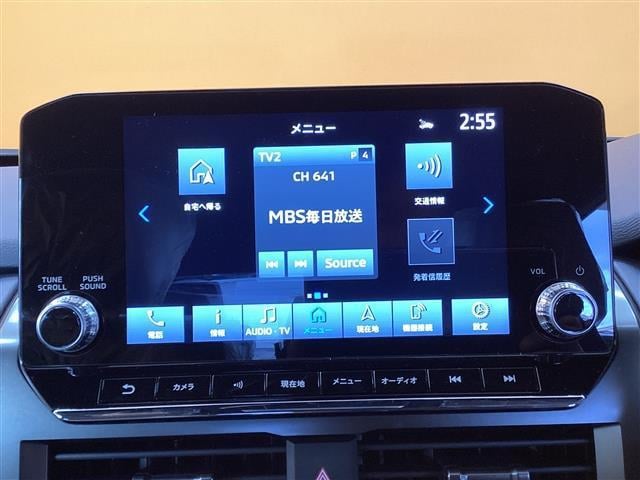 メニュー
2:55
自宅へ帰る
TV2 P 4
CH 641
MBS毎日放送
Source
交通情報
発着信履歴
TUNE SCROLL
PUSH SOUND
VOL
電話
情報
AUDIO・TV
メニュー
現在地
機器接続
設定
カメラ
現在地
メニュー
オーディオ